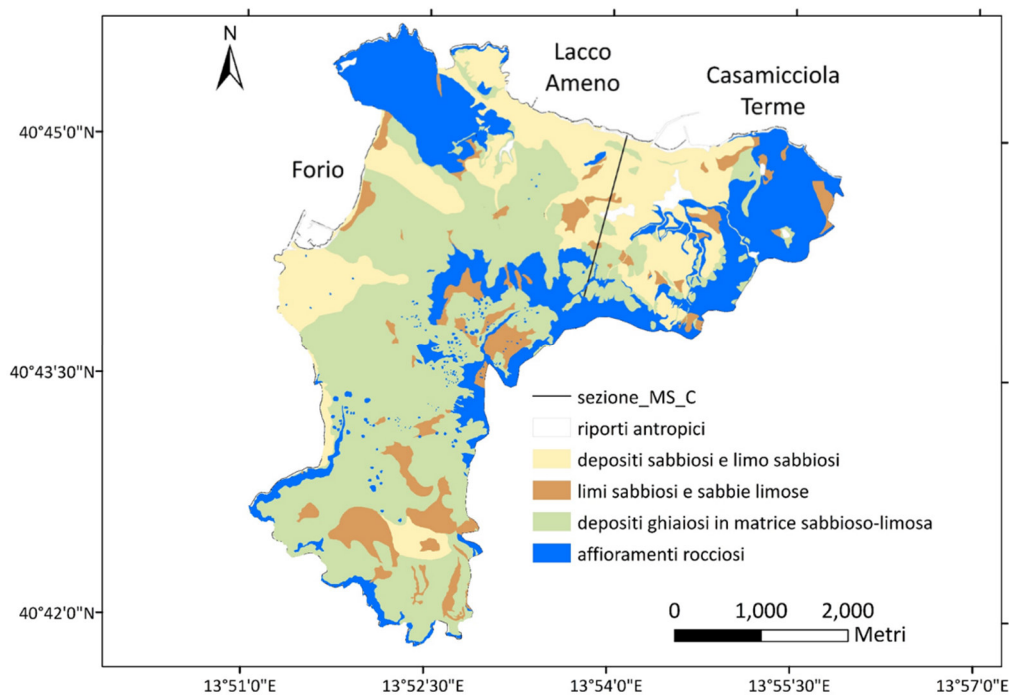 N
Lacco
Ameno
Casamicciola
Terme
40°45'0"N
Forio
40°43'30"N
sezione_MS_C
riporti antropici
depositi sabbiosi e limo sabbiosi
limi sabbiosi e sabbie limose
depositi ghiaiosi in matrice sabbioso-limosa
affioramenti rocciosi
40°42'0"N
0 1,000 2,000
Metri
13°51'0"E 13°52'30"E 13°54'0"E 13°55'30"E 13°57'0"E